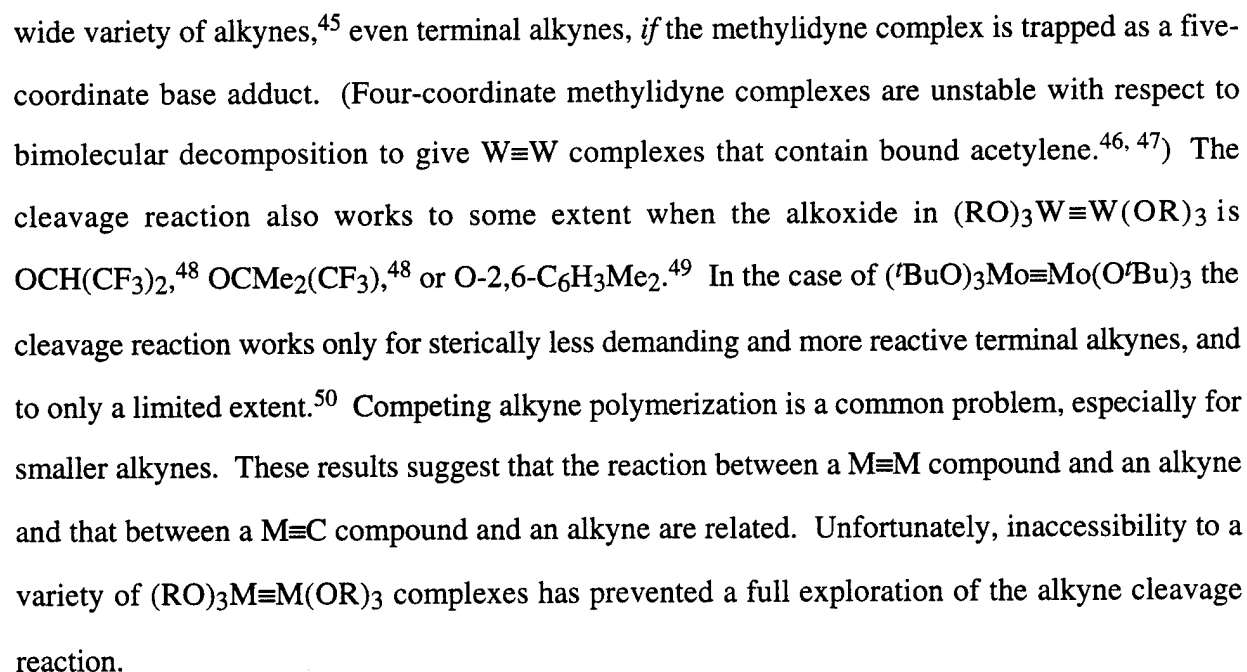 wide variety of alkynes,⁴⁵ even terminal alkynes, if the methylidyne complex is trapped as a five-
coordinate base adduct. (Four-coordinate methylidyne complexes are unstable with respect to
bimolecular decomposition to give W≡W complexes that contain bound acetylene.⁴⁶, ⁴⁷) The
cleavage reaction also works to some extent when the alkoxide in (RO)₃W≡W(OR)₃ is
OCH(CF₃)₂,⁴⁸ OCMe₂(CF₃),⁴⁸ or O-2,6-C₆H₃Me₂.⁴⁹ In the case of (ᵗBuO)₃Mo≡Mo(OᵗBu)₃ the
cleavage reaction works only for sterically less demanding and more reactive terminal alkynes, and
to only a limited extent.⁵⁰ Competing alkyne polymerization is a common problem, especially for
smaller alkynes. These results suggest that the reaction between a M≡M compound and an alkyne
and that between a M≡C compound and an alkyne are related. Unfortunately, inaccessibility to a
variety of (RO)₃M≡M(OR)₃ complexes has prevented a full exploration of the alkyne cleavage
reaction.